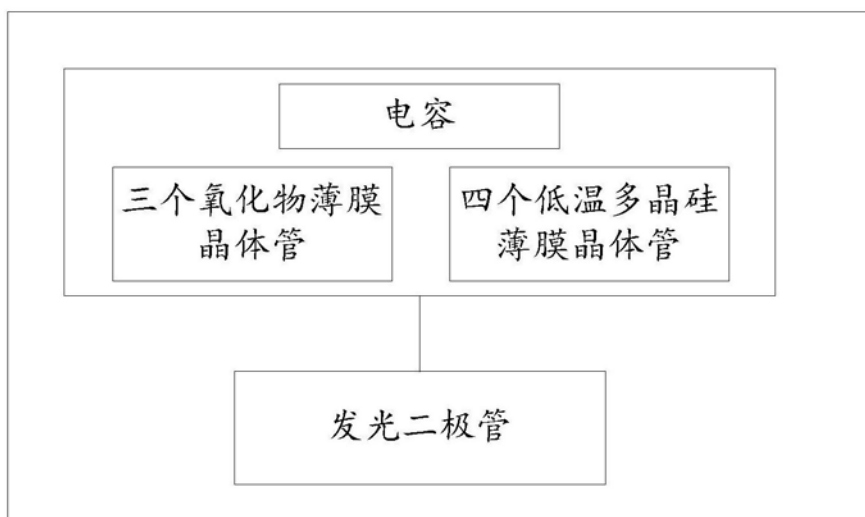 电容
三个氧化物薄膜
晶体管
四个低温多晶硅
薄膜晶体管
发光二极管